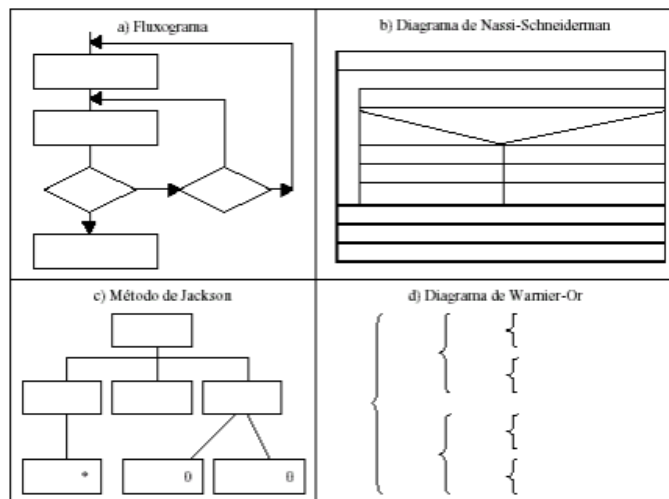 a) Fluxograma
b) Diagrama de Nassi-Schneiderman
c) Método de Jackson
d) Diagrama de Warnier-Or
*
0
0